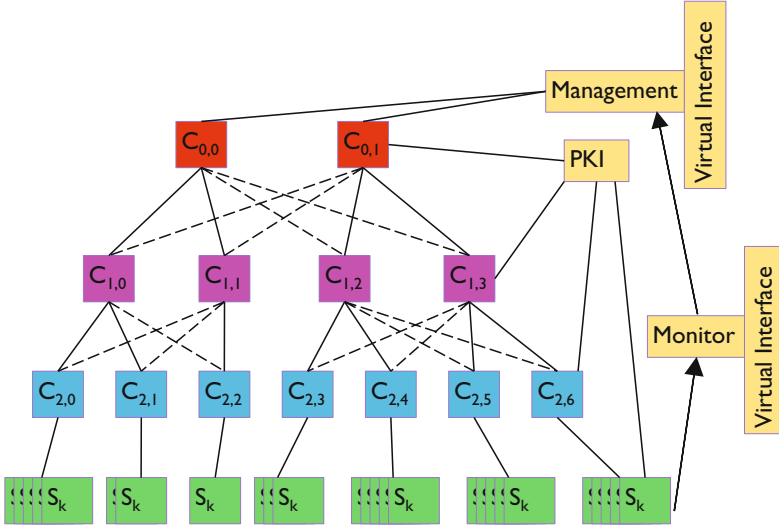 Management
Virtual Interface
C0,0
C0,1
PKI
C1,0
C1,1
C1,2
C1,3
Monitor
Virtual Interface
C2,0
C2,1
C2,2
C2,3
C2,4
C2,5
C2,6
Sk
Sk
Sk
Sk
Sk
Sk
Sk